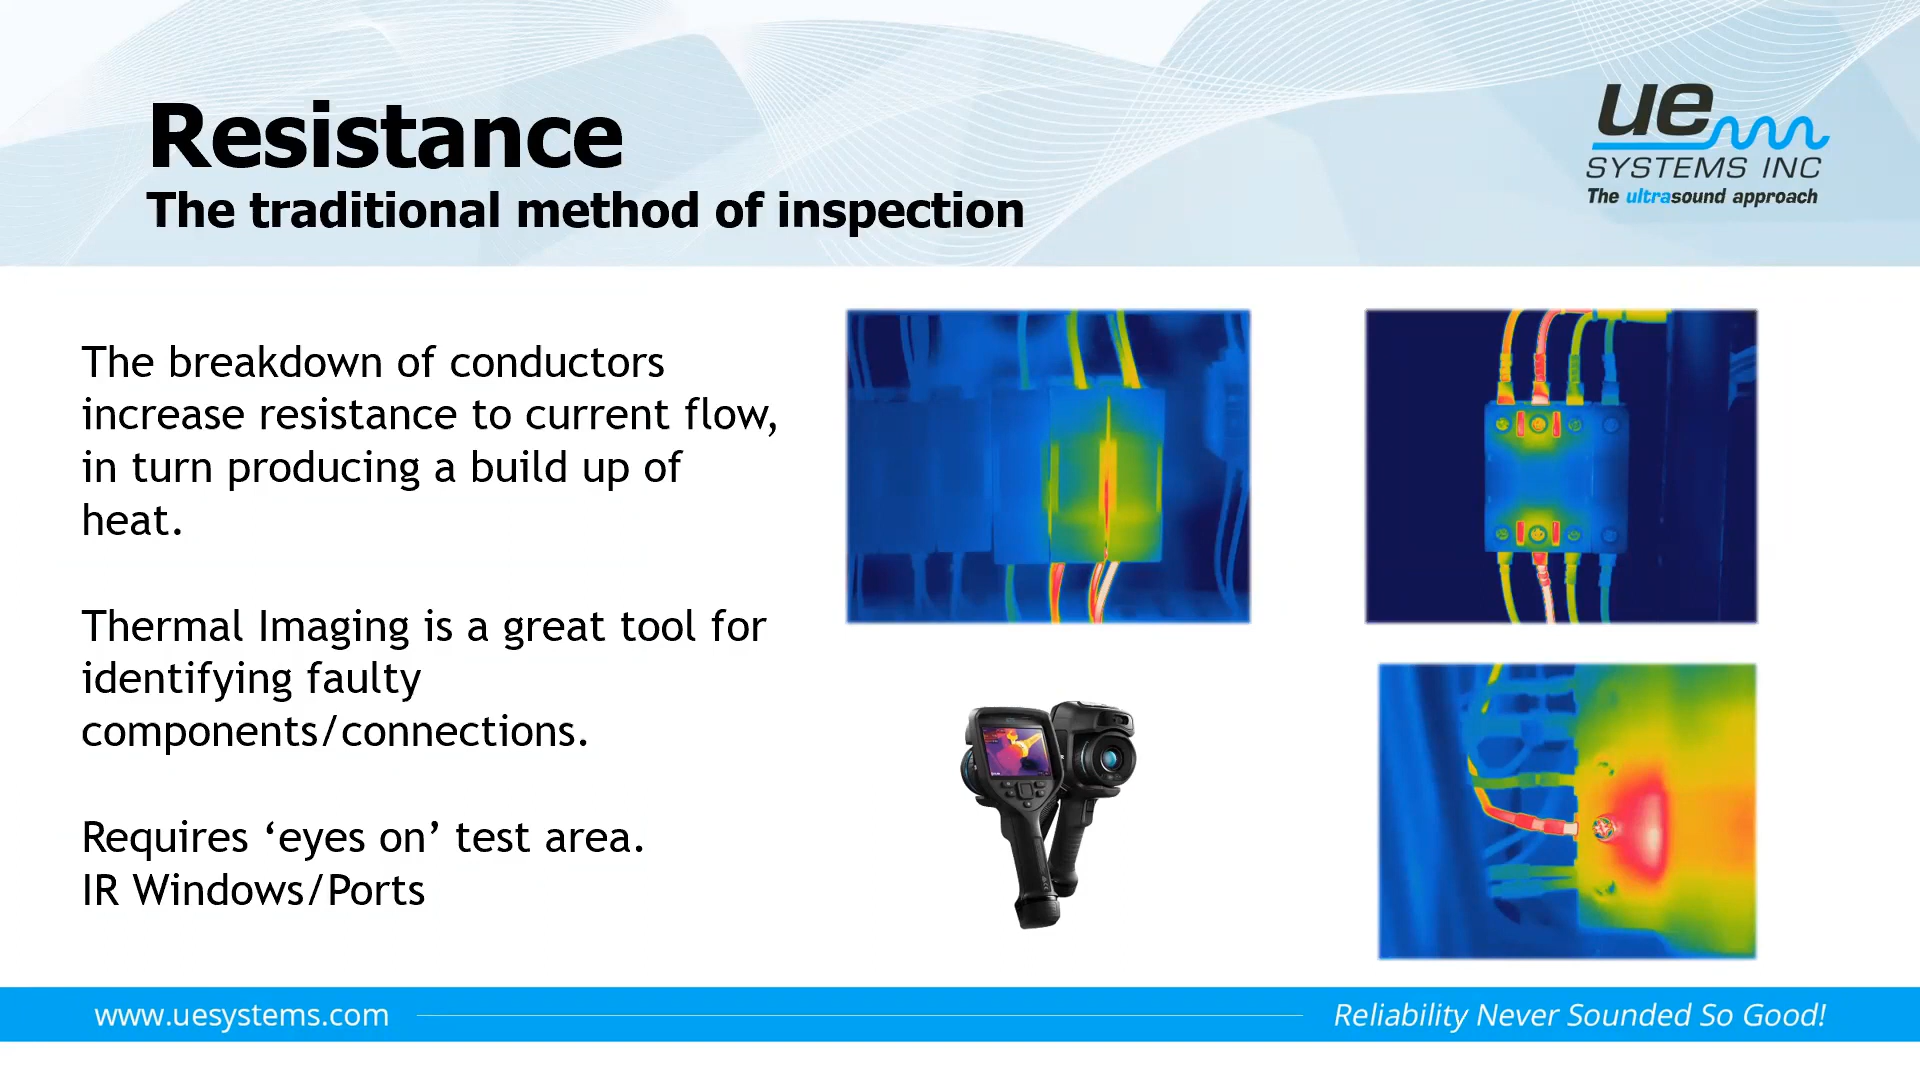 Resistance
The traditional method of inspection
ue
SYSTEMS INC
The ultrasound approach
The breakdown of conductors
increase resistance to current flow,
in turn producing a build up of
heat.
Thermal Imaging is a great tool for
identifying faulty
components/connections.
Requires ‘eyes on’ test area.
IR Windows/Ports
www.uesystems.com
Reliability Never Sounded So Good!